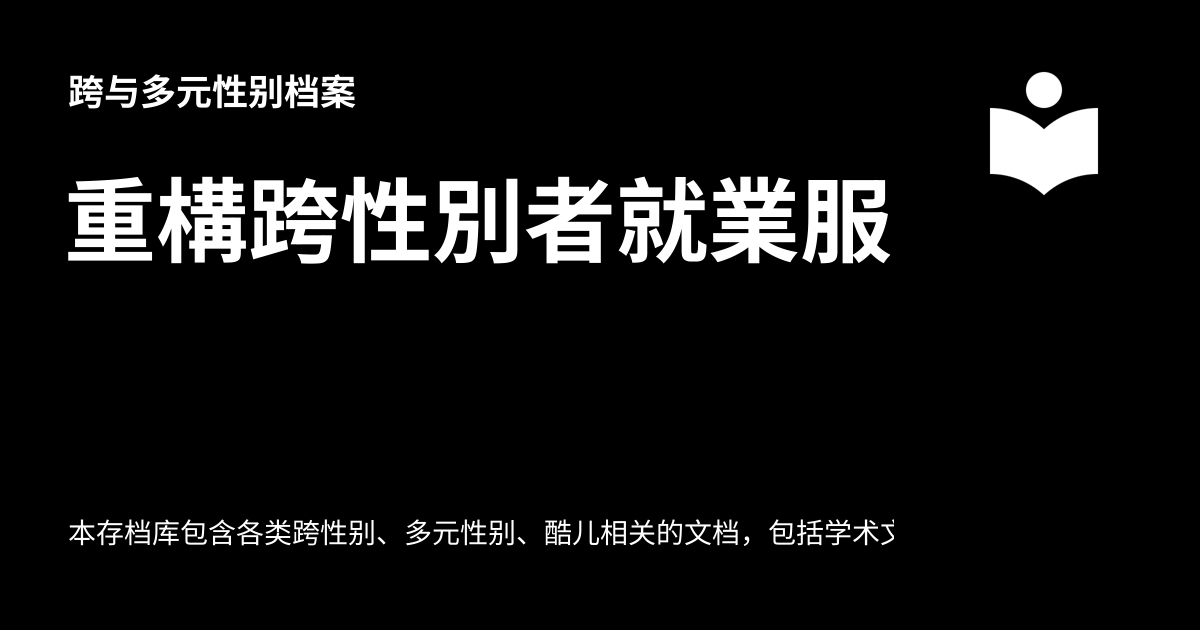 跨与多元性别档案
重構跨性別者就業服
本存档库包含各类跨性别、多元性别、酷儿相关的文档，包括学术